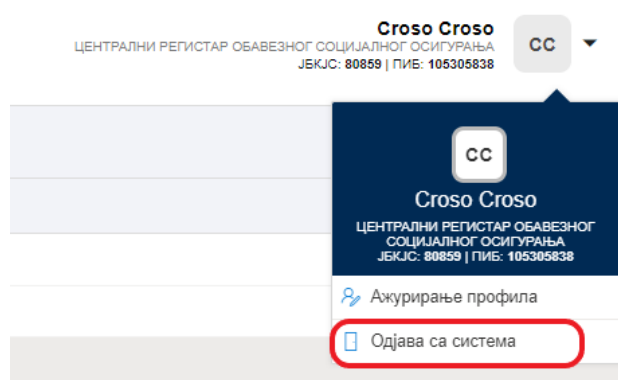 Croso Croso
ЦЕНТРАЛНИ РЕГИСТАР ОБАВЕЗНОГ СОЦИЈАЛНОГ ОСИГУРАЊА
ЈБКЈС: 80859 | ПИБ: 105305838
CC
CC
Croso Croso
ЦЕНТРАЛНИ РЕГИСТАР ОБАВЕЗНОГ
СОЦИЈАЛНОГ ОСИГУРАЊА
ЈБКЈС: 80859 | ПИБ: 105305838
Ажурирање профила
Одјава са система